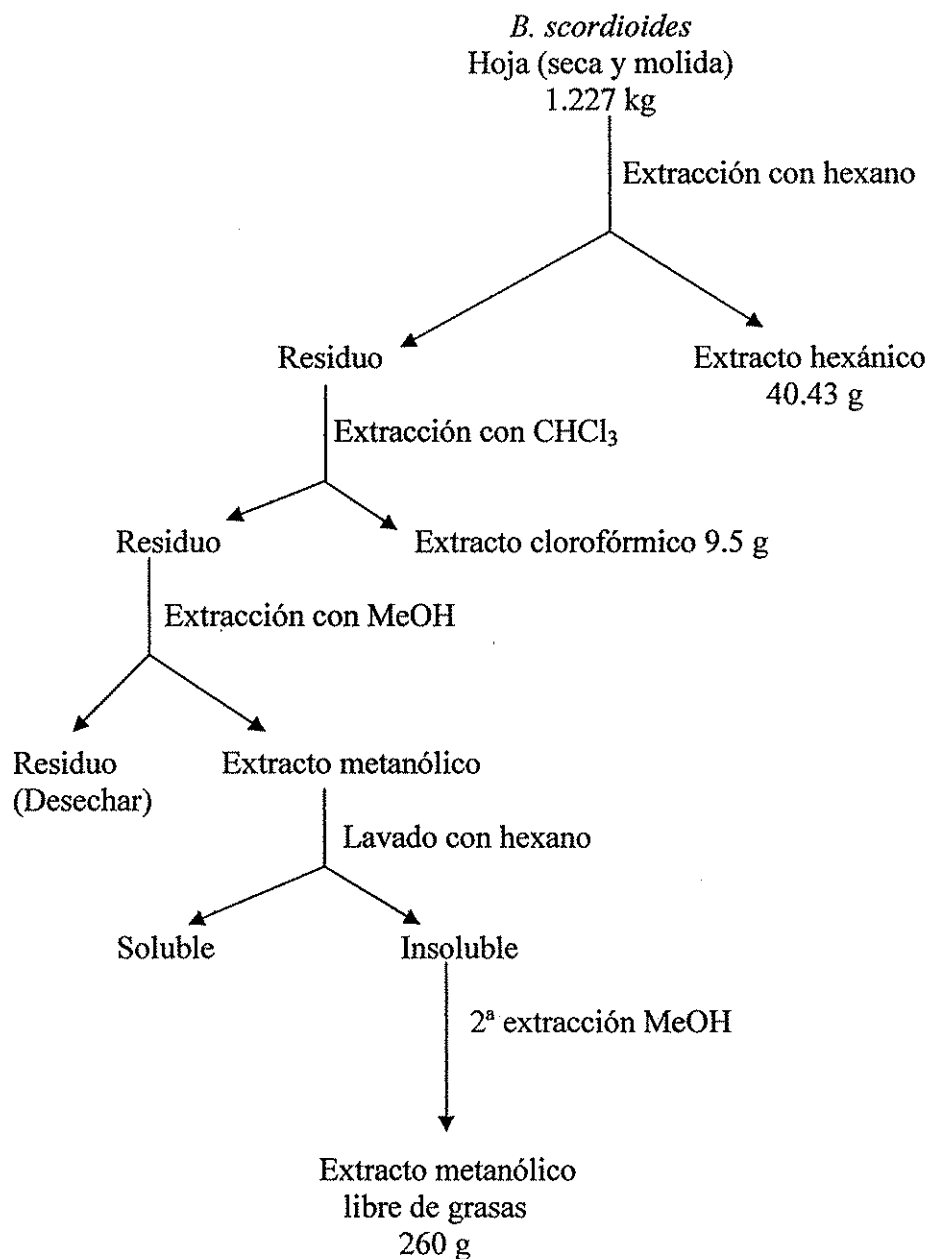 B. scordioides
Hoja (seca y molida)
1.227 kg
Extracción con hexano
Residuo
Extracto hexánico
40.43 g
Extracción con CHCl₃
Residuo
Extracto clorofórmico 9.5 g
Extracción con MeOH
Residuo
(Desechar)
Extracto metanólico
Lavado con hexano
Soluble
Insoluble
2ª extracción MeOH
Extracto metanólico
libre de grasas
260 g